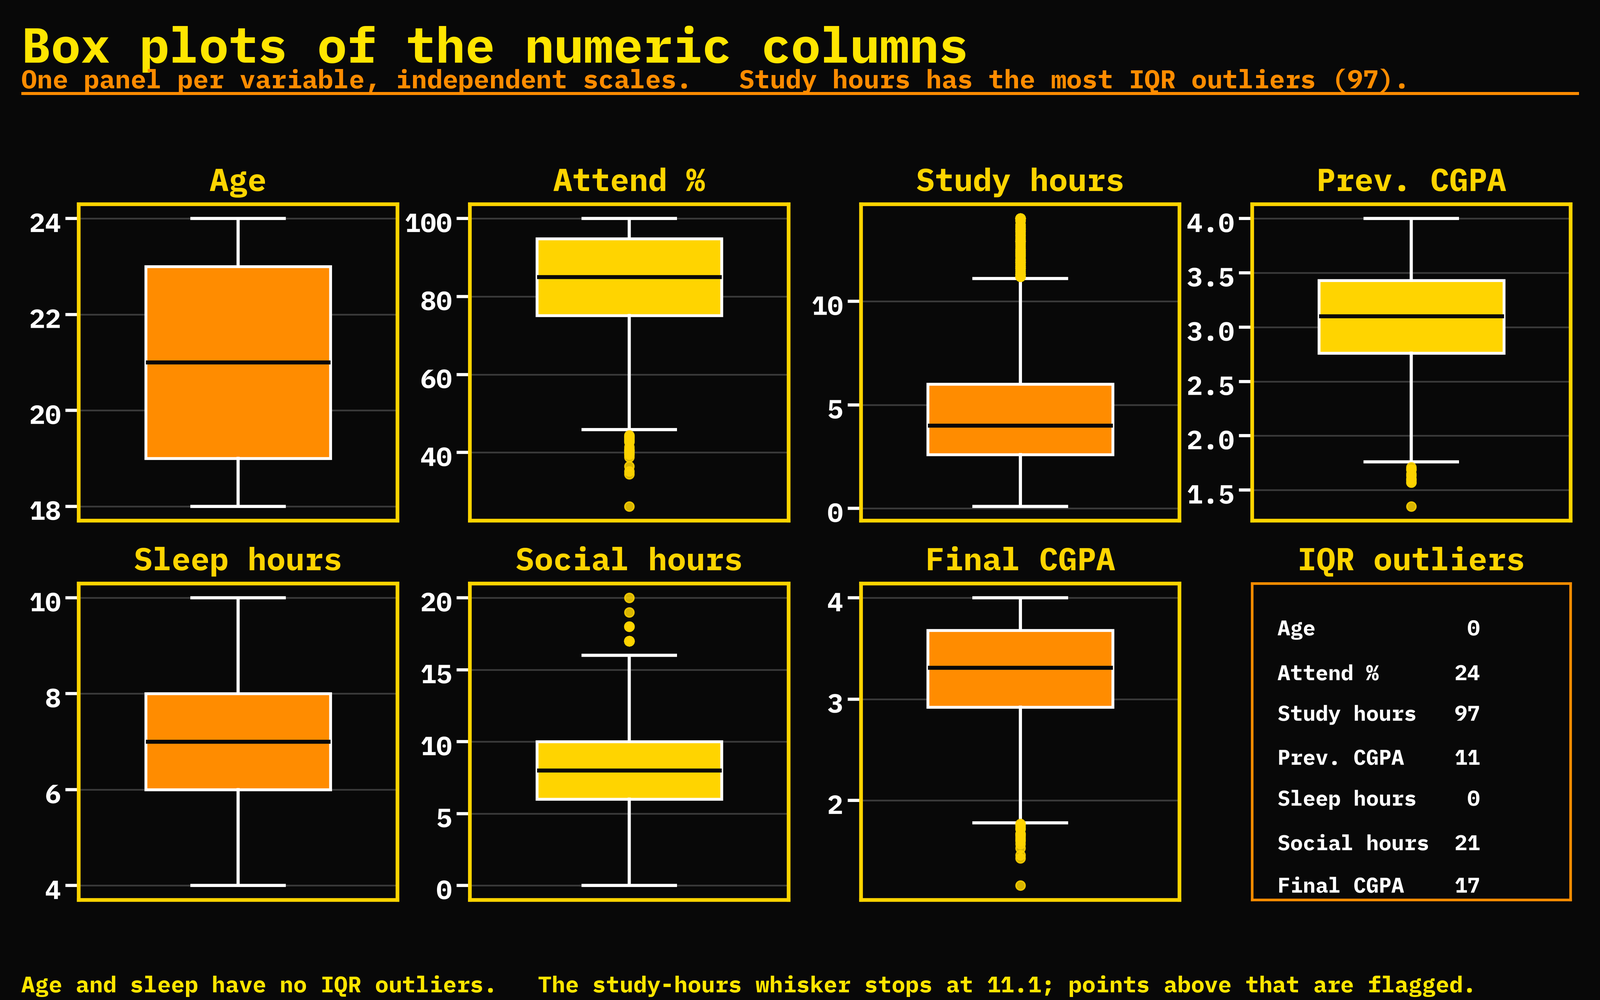 Box plots of the numeric columns
One panel per variable, independent scales. Study hours has the most IQR outliers (97).
Age
24
22
20
18
Attend %
100
80
60
40
Study hours
10
5
0
Prev. CGPA
4.0
3.5
3.0
2.5
2.0
1.5
Sleep hours
10
8
6
4
Social hours
20
15
10
5
0
Final CGPA
4
3
2
IQR outliers
Age 0
Attend % 24
Study hours 97
Prev. CGPA 11
Sleep hours 0
Social hours 21
Final CGPA 17
Age and sleep have no IQR outliers. The study-hours whisker stops at 11.1; points above that are flagged.